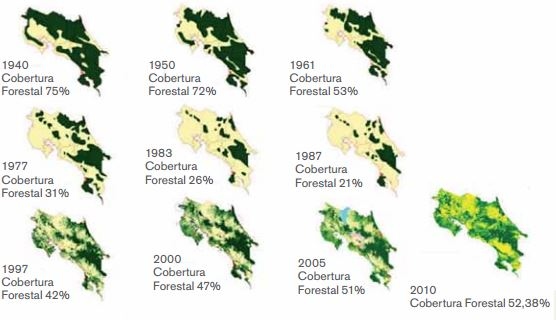 1940
Cobertura
Forestal 75%
1950
Cobertura
Forestal 72%
1961
Cobertura
Forestal 53%
1977
Cobertura
Forestal 31%
1983
Cobertura
Forestal 26%
1987
Cobertura
Forestal 21%
1997
Cobertura
Forestal 42%
2000
Cobertura
Forestal 47%
2005
Cobertura
Forestal 51%
2010
Cobertura Forestal 52,38%